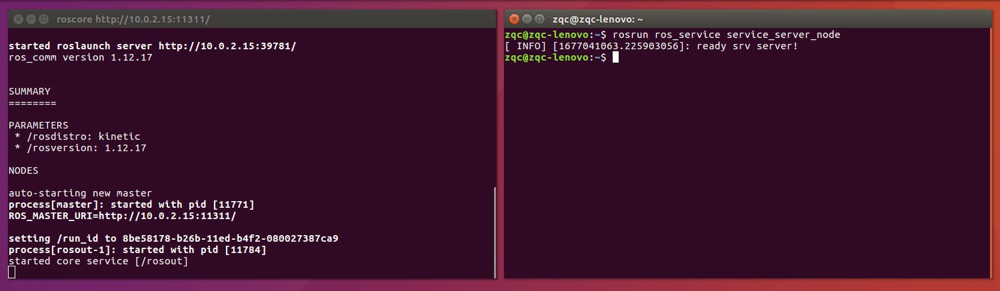 roscore http://10.0.2.15:11311/
started roslaunch server http://10.0.2.15:39781/
ros_comm version 1.12.17
SUMMARY
========
PARAMETERS
* /rosdistro: kinetic
* /rosversion: 1.12.17
NODES
auto-starting new master
process[master]: started with pid [11771]
ROS_MASTER_URI=http://10.0.2.15:11311/
setting /run_id to 8be58178-b26b-11ed-b4f2-080027387ca9
process[rosout-1]: started with pid [11784]
started core service [/rosout]
zqc@zqc-lenovo: ~
zqc@zqc-lenovo:~$ rosrun ros_service service_server_node
[ INFO] [1677041063.225903056]: ready srv server!
zqc@zqc-lenovo:~$